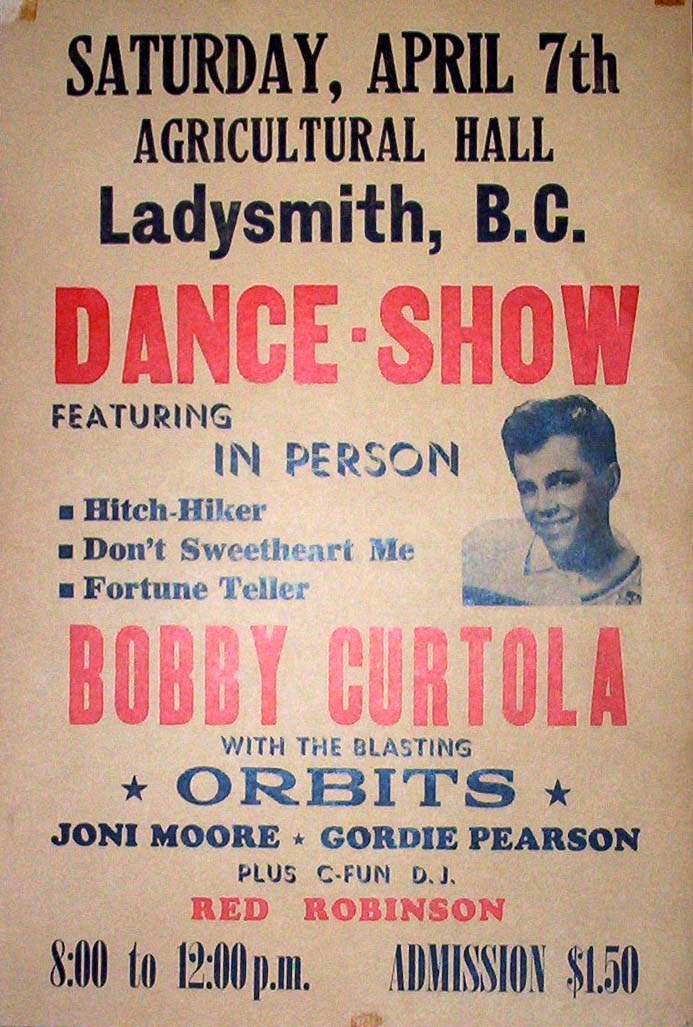 SATURDAY, APRIL 7th
AGRICULTURAL HALL
Ladysmith, B.C.
DANCE·SHOW
FEATURING
IN PERSON
▪ Hitch-Hiker
▪ Don't Sweetheart Me
▪ Fortune Teller
BOBBY CURTOLA
WITH THE BLASTING
★ ORBITS ★
JONI MOORE ★ GORDIE PEARSON
PLUS C-FUN D.J.
RED ROBINSON
8:00 to 12:00 p.m. ADMISSION $1.50